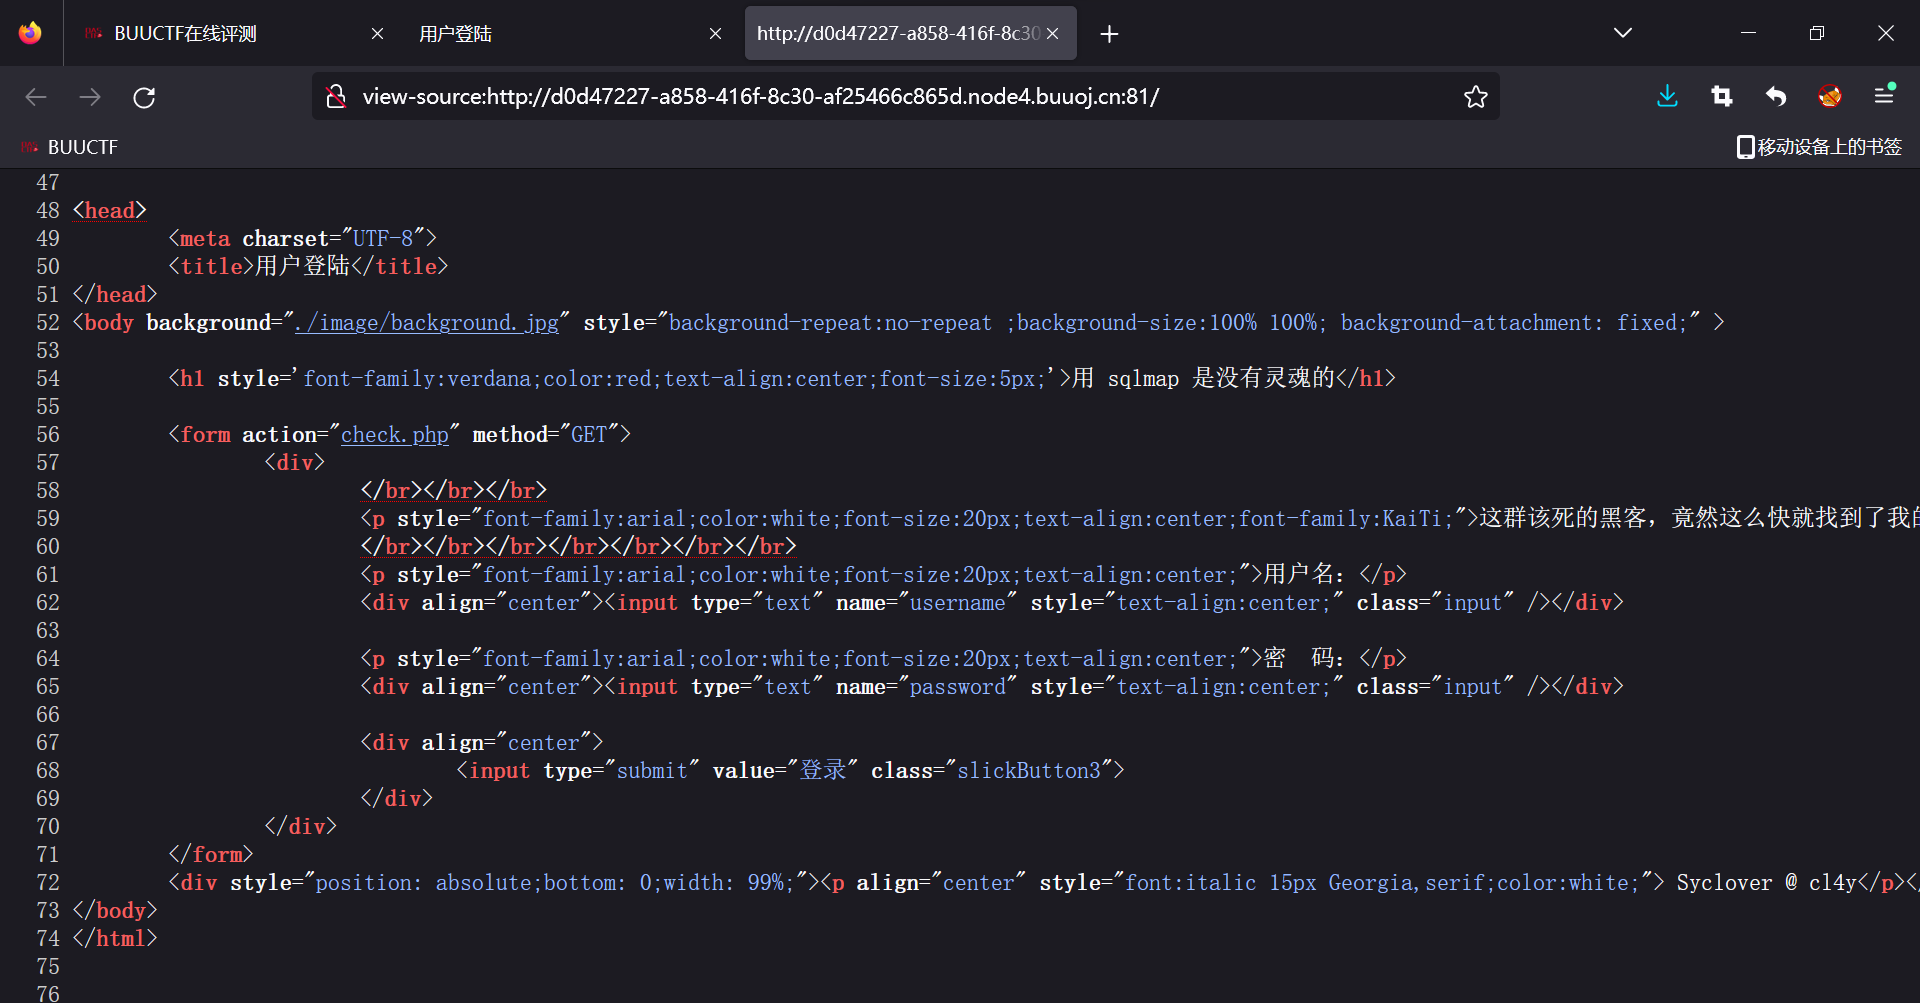 BUUCTF在线评测
用户登陆
http://d0d47227-a858-416f-8c30
view-source:http://d0d47227-a858-416f-8c30-af25466c865d.node4.buuoj.cn:81/
BUUCTF
移动设备上的书签
47
48 <head>
49 <meta charset="UTF-8">
50 <title>用户登陆</title>
51 </head>
52 <body background="./image/background.jpg" style="background-repeat:no-repeat ;background-size:100% 100%; background-attachment: fixed;" >
53
54 <h1 style='font-family:verdana;color:red;text-align:center;font-size:5px;'>用 sqlmap 是没有灵魂的</h1>
55
56 <form action="check.php" method="GET">
57 <div>
58 </br></br></br>
59 <p style="font-family:arial;color:white;font-size:20px;text-align:center;font-family:KaiTi;">这群该死的黑客，竟然这么快就找到了我的
60 </br></br></br></br></br></br></br>
61 <p style="font-family:arial;color:white;font-size:20px;text-align:center;">用户名：</p>
62 <div align="center"><input type="text" name="username" style="text-align:center;" class="input" /></div>
63
64 <p style="font-family:arial;color:white;font-size:20px;text-align:center;">密 码：</p>
65 <div align="center"><input type="text" name="password" style="text-align:center;" class="input" /></div>
66
67 <div align="center">
68 <input type="submit" value="登录" class="slickButton3">
69 </div>
70 </div>
71 </form>
72 <div style="position: absolute;bottom: 0;width: 99%;"><p align="center" style="font:italic 15px Georgia,serif;color:white;"> Syclover @ cl4y</p></
73 </body>
74 </html>
75
76